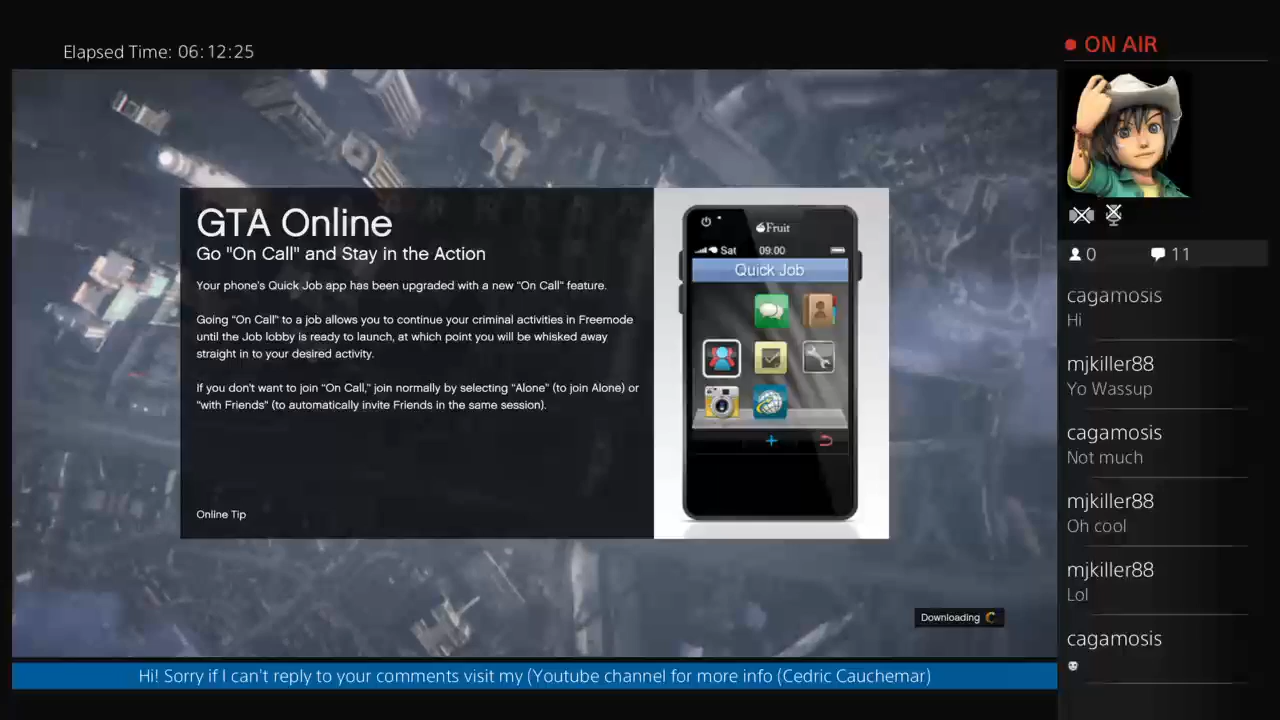 Elapsed Time: 06:12:25
ON AIR
GTA Online
Go "On Call" and Stay in the Action
Your phone's Quick Job app has been upgraded with a new "On Call" feature.
Going "On Call" to a job allows you to continue your criminal activities in Freemode
until the Job lobby is ready to launch, at which point you will be whisked away
straight in to your desired activity.
If you don't want to join "On Call," join normally by selecting "Alone" (to join Alone) or
"with Friends" (to automatically invite Friends in the same session).
Online Tip
Fruit
Sat 09:00
Quick Job
Downloading
Hi! Sorry if I can't reply to your comments visit my (Youtube channel for more info (Cedric Cauchemar)
0 11
cagamosis
Hi
mjkiller88
Yo Wassup
cagamosis
Not much
mjkiller88
Oh cool
mjkiller88
Lol
cagamosis